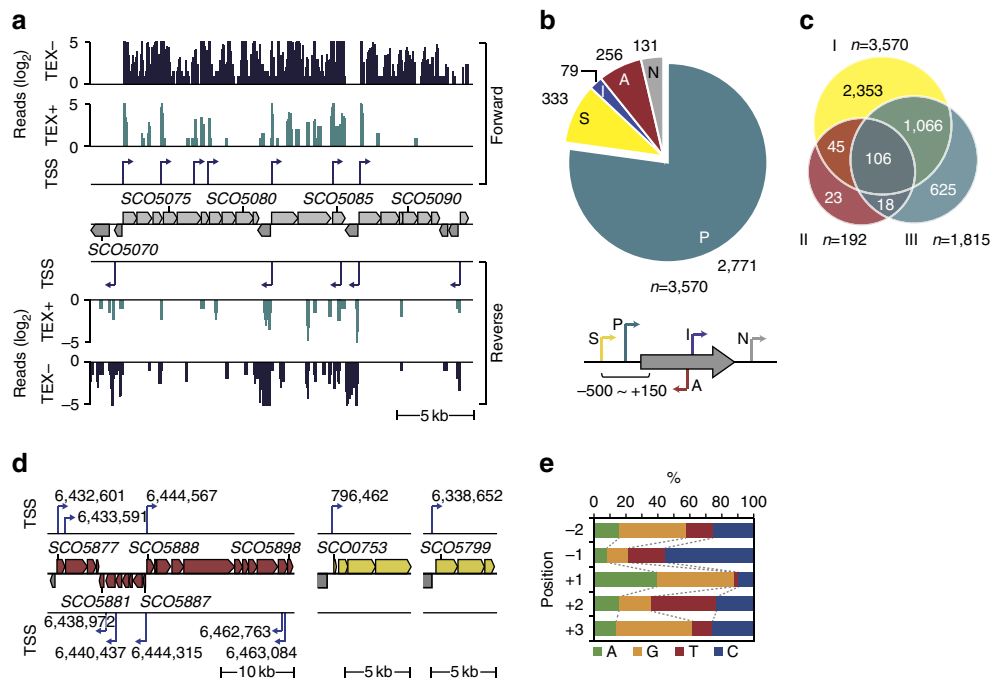 a
Reads (log2)
TEX–
5
0
TEX+
5
0
TSS
Forward
SCO5075
SCO5080
SCO5085
SCO5090
SCO5070
TSS
Reads (log2)
TEX+
0
–5
TEX–
0
–5
Reverse
5 kb
b
131
256
79
333
N
A
I
S
P
2,771
n=3,570
S
P
I
N
A
–500 ~ +150
c
I n=3,570
2,353
1,066
45
106
23
18
625
II n=192
III n=1,815
d
TSS
6,432,601
6,444,567
6,433,591
796,462
6,338,652
SCO5877
SCO5888
SCO5898
SCO0753
SCO5799
SCO5881
SCO5887
TSS
6,438,972
6,440,437
6,444,315
6,462,763
6,463,084
10 kb
5 kb
5 kb
e
%
0 20 40 60 80 100
Position
–2
–1
+1
+2
+3
A G T C